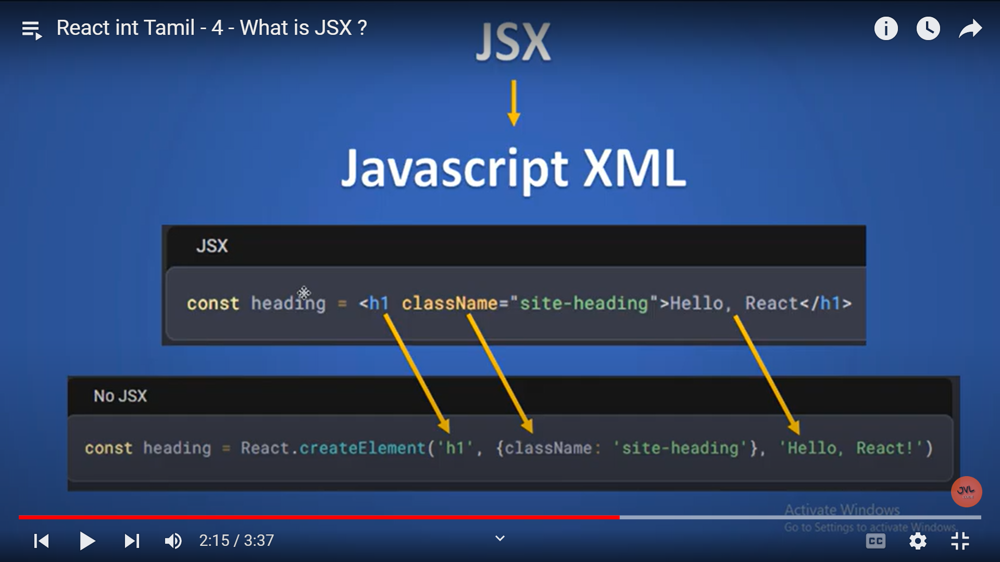 React int Tamil - 4 - What is JSX ?
JSX
Javascript XML
JSX
const heading = <h1 className="site-heading">Hello, React</h1>
No JSX
const heading = React.createElement('h1', {className: 'site-heading'}, 'Hello, React!')
JVL
CODE
Activate Windows
Go to Settings to activate Windows.
2:15 / 3:37
CC